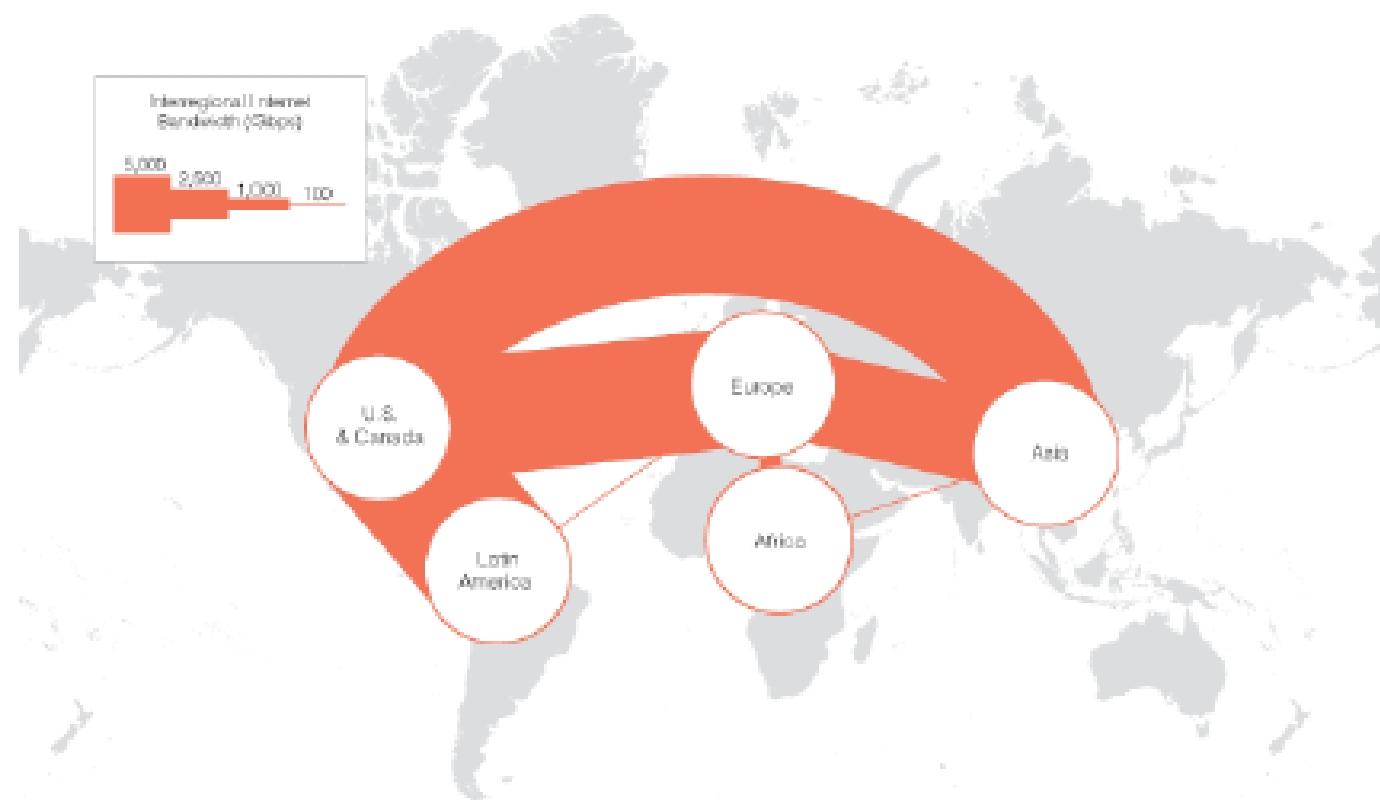 Interregional Internet
Bandwidth (Gbps)
5,000
2,500
1,000
100
U.S.
& Canada
Europe
Asia
Africa
Latin
America